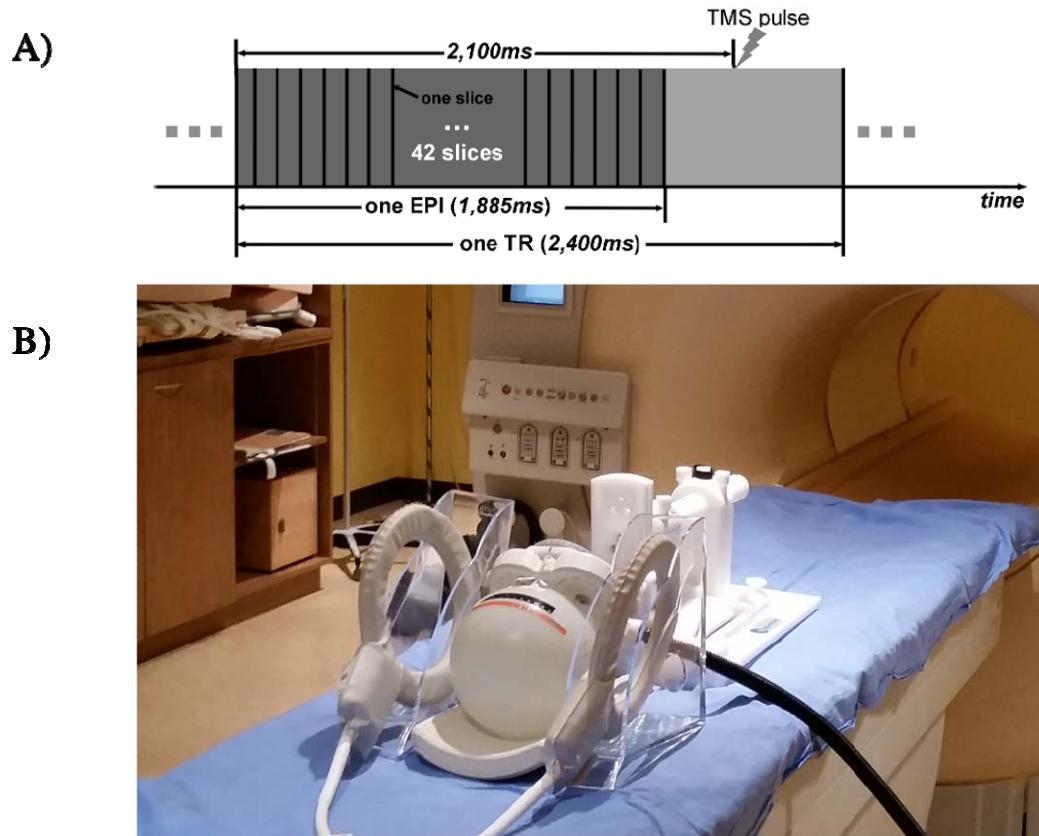 A)
TMS pulse
2,100ms
one slice
...
42 slices
one EPI (1,885ms)
time
one TR (2,400ms)
B)